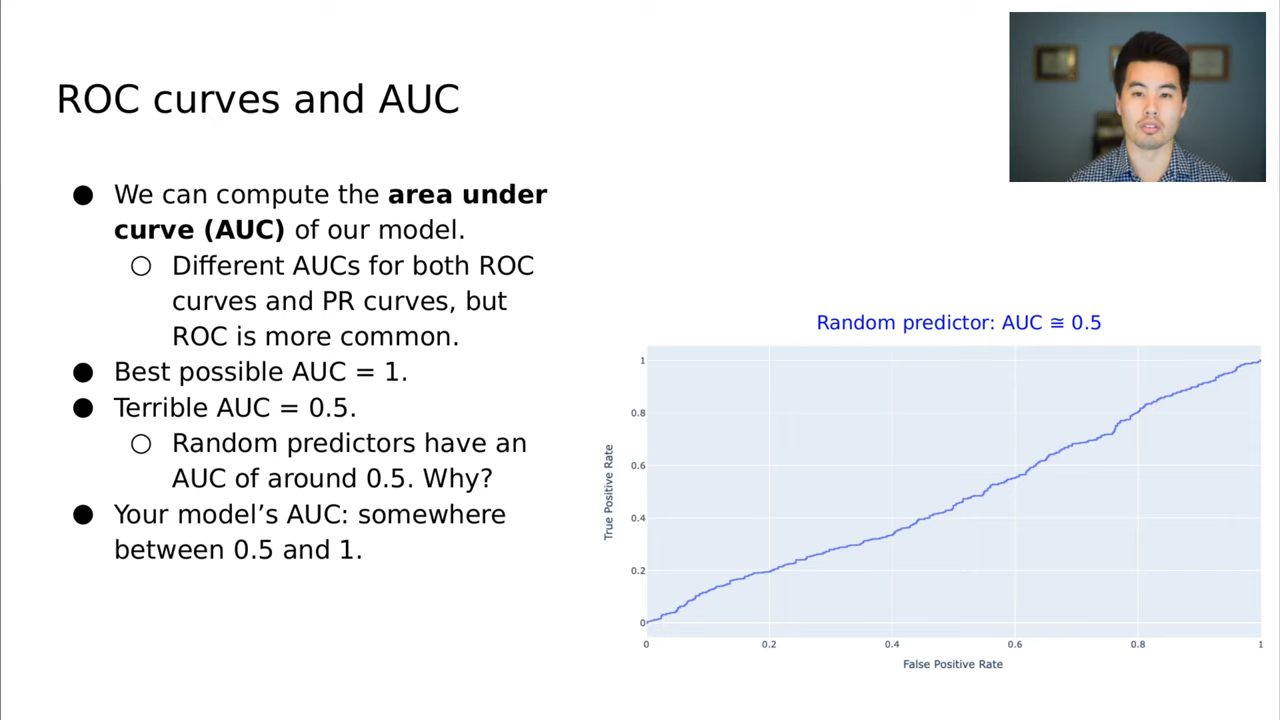 ROC curves and AUC
● We can compute the area under
curve (AUC) of our model.
○ Different AUCs for both ROC
curves and PR curves, but
ROC is more common.
● Best possible AUC = 1.
● Terrible AUC = 0.5.
○ Random predictors have an
AUC of around 0.5. Why?
● Your model’s AUC: somewhere
between 0.5 and 1.
Random predictor: AUC ≅ 0.5
True Positive Rate
1
0.8
0.6
0.4
0.2
0
0 0.2 0.4 0.6 0.8 1
False Positive Rate